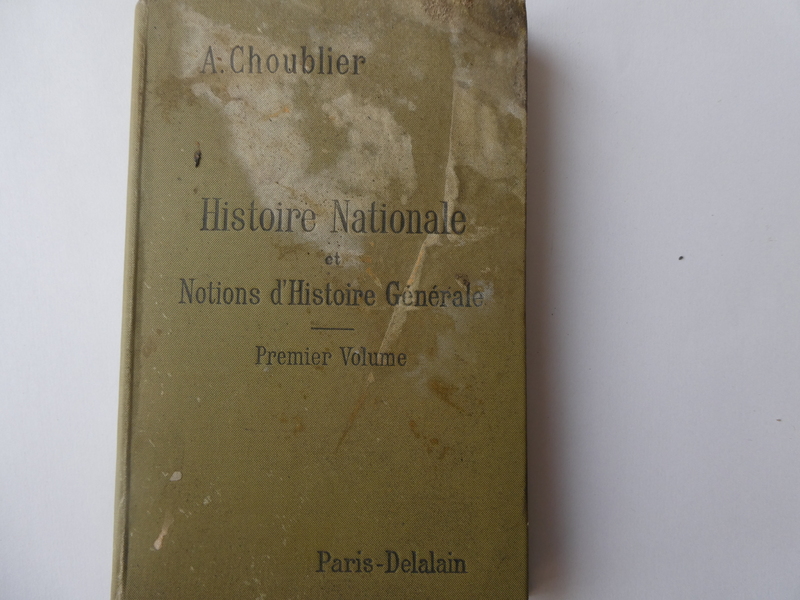 A. Choublier
Histoire Nationale
et
Notions d'Histoire Générale
Premier Volume
Paris-Delalain